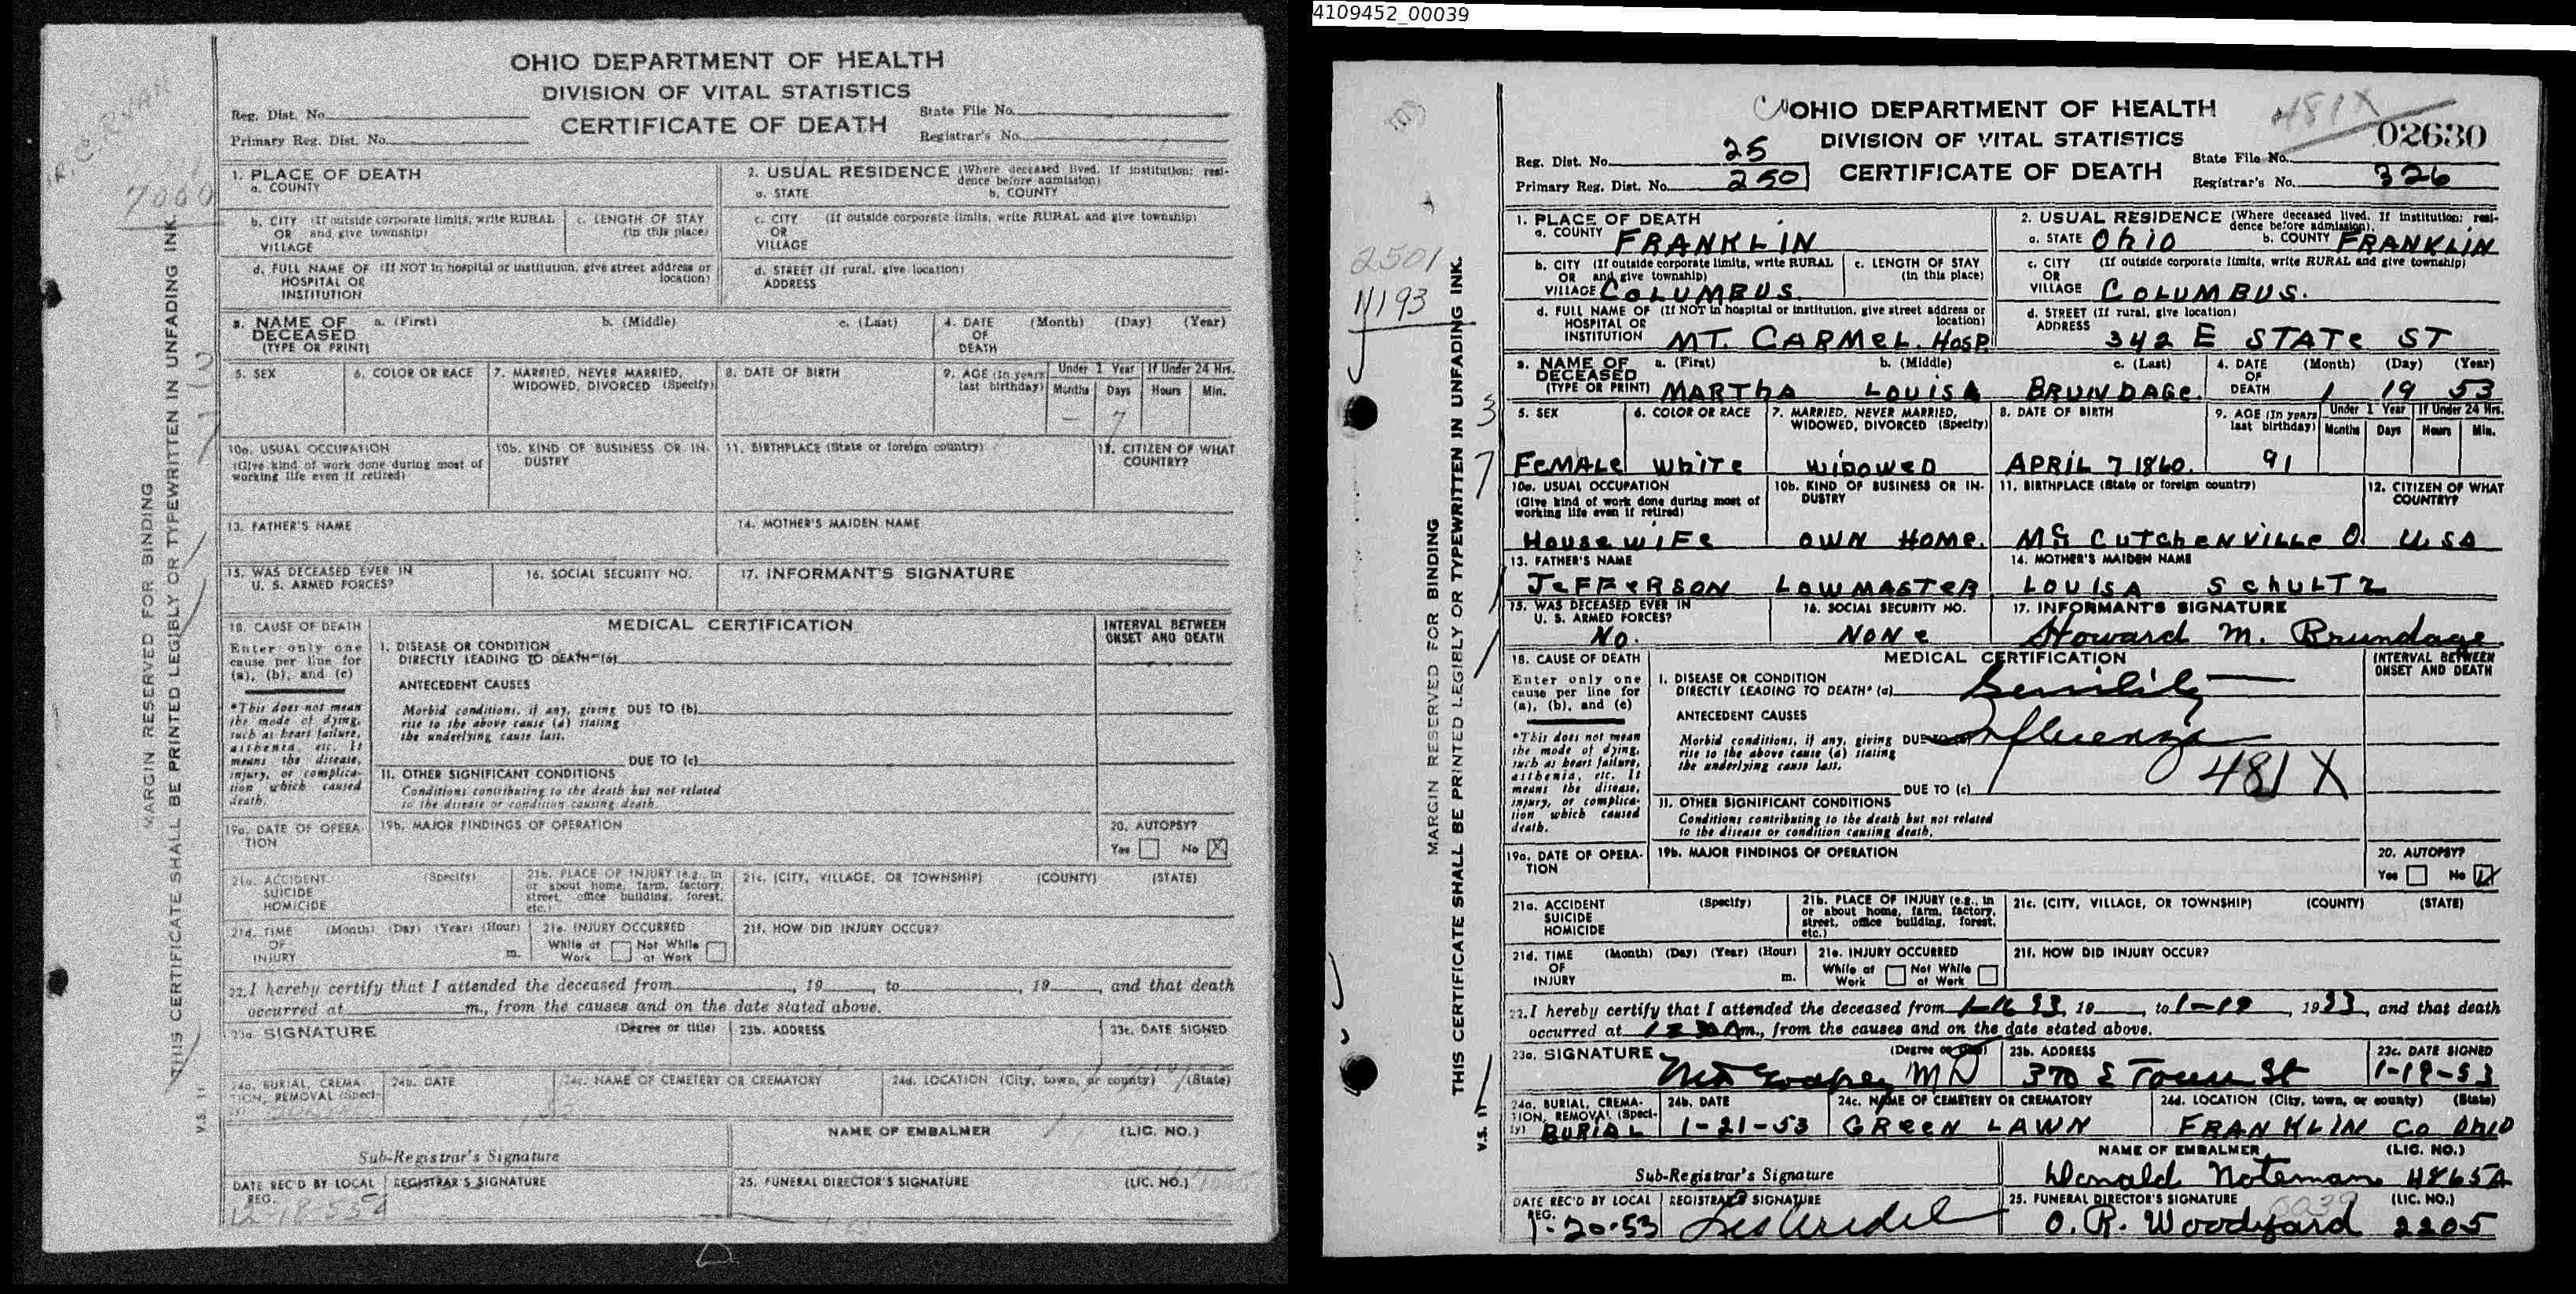 4109452_00039
OHIO DEPARTMENT OF HEALTH
DIVISION OF VITAL STATISTICS
CERTIFICATE OF DEATH
Reg. Dist. No.
Primary Reg. Dist. No.
State File No.
Registrar's No.
7000
1. PLACE OF DEATH
a. COUNTY
2. USUAL RESIDENCE (Where deceased lived. If institution: resi-
dence before admission)
a. STATE b. COUNTY
b. CITY (If outside corporate limits, write RURAL
OR and give township)
VILLAGE
c. LENGTH OF STAY
(in this place)
c. CITY (If outside corporate limits, write RURAL and give township)
OR
VILLAGE
d. FULL NAME OF (If NOT in hospital or institution, give street address or
HOSPITAL OR location)
INSTITUTION
d. STREET (If rural, give location)
ADDRESS
3. NAME OF a. (First) b. (Middle) c. (Last)
DECEASED
(TYPE OR PRINT)
4. DATE (Month) (Day) (Year)
OF
DEATH
5. SEX
6. COLOR OR RACE
7. MARRIED, NEVER MARRIED,
WIDOWED, DIVORCED (Specify)
8. DATE OF BIRTH
9. AGE (In years
last birthday)
Under 1 Year If Under 24 Hrs.
Months Days Hours Min.
7
10a. USUAL OCCUPATION
(Give kind of work done during most of
working life even if retired)
10b. KIND OF BUSINESS OR IN-
DUSTRY
11. BIRTHPLACE (State or foreign country)
12. CITIZEN OF WHAT
COUNTRY?
13. FATHER'S NAME
14. MOTHER'S MAIDEN NAME
15. WAS DECEASED EVER IN
U. S. ARMED FORCES?
16. SOCIAL SECURITY NO.
17. INFORMANT'S SIGNATURE
18. CAUSE OF DEATH
Enter only one
cause per line for
(a), (b), and (c)
*This does not mean
the mode of dying,
such as heart failure,
asthenia, etc. It
means the disease,
injury, or complica-
tion which caused
death.
MEDICAL CERTIFICATION
INTERVAL BETWEEN
ONSET AND DEATH
I. DISEASE OR CONDITION
DIRECTLY LEADING TO DEATH* (a)
ANTECEDENT CAUSES
Morbid conditions, if any, giving DUE TO (b)
rise to the above cause (a) stating
the underlying cause last.
DUE TO (c)
II. OTHER SIGNIFICANT CONDITIONS
Conditions contributing to the death but not related
to the disease or condition causing death.
19a. DATE OF OPERA-
TION
19b. MAJOR FINDINGS OF OPERATION
20. AUTOPSY?
Yes No X
21a. ACCIDENT (Specify)
SUICIDE
HOMICIDE
21b. PLACE OF INJURY (e.g., in
or about home, farm, factory,
street, office building, forest,
etc.)
21c. (CITY, VILLAGE, OR TOWNSHIP) (COUNTY) (STATE)
21d. TIME (Month) (Day) (Year) (Hour)
OF
INJURY m.
21e. INJURY OCCURRED
While at Not While
Work at Work
21f. HOW DID INJURY OCCUR?
22. I hereby certify that I attended the deceased from , 19 , to , 19 , and that death
occurred at m., from the causes and on the date stated above.
23a. SIGNATURE (Degree or title)
23b. ADDRESS
23c. DATE SIGNED
24a. BURIAL, CREMA-
TION, REMOVAL (Speci-
fy)
24b. DATE
24c. NAME OF CEMETERY OR CREMATORY
24d. LOCATION (City, town, or county) (State)
NAME OF EMBALMER (LIC. NO.)
Sub-Registrar's Signature
DATE REC'D BY LOCAL
REG.
REGISTRAR'S SIGNATURE
25. FUNERAL DIRECTOR'S SIGNATURE (LIC. NO.)
MARGIN RESERVED FOR BINDING
THIS CERTIFICATE SHALL BE PRINTED LEGIBLY OR TYPEWRITTEN IN UNFADING INK.
V.S. 11
OHIO DEPARTMENT OF HEALTH
DIVISION OF VITAL STATISTICS
CERTIFICATE OF DEATH
481X
02630
Reg. Dist. No. 25
Primary Reg. Dist. No. 2501
State File No.
Registrar's No. 326
2501
11193
3
7
1. PLACE OF DEATH
a. COUNTY FRANKLIN
2. USUAL RESIDENCE (Where deceased lived. If institution: resi-
dence before admission).
a. STATE OhiO b. COUNTY FRANKLIN
b. CITY (If outside corporate limits, write RURAL
OR and give township)
VILLAGE COLUMBUS.
c. LENGTH OF STAY
(in this place)
c. CITY (If outside corporate limits, write RURAL and give township)
OR
VILLAGE COLUMBUS.
d. FULL NAME OF (If NOT in hospital or institution, give street address or
HOSPITAL OR location)
INSTITUTION MT. CARMeL. HOSP.
d. STREET (If rural, give location)
ADDRESS 342 E STATe ST
3. NAME OF a. (First) b. (Middle) c. (Last)
DECEASED
(TYPE OR PRINT) MARThA LOUISA BRUNDAGe.
4. DATE (Month) (Day) (Year)
OF
DEATH 1 19 53
5. SEX
FeMALe
6. COLOR OR RACE
WhiTe
7. MARRIED, NEVER MARRIED,
WIDOWED, DIVORCED (Specify)
WIDOWeD
8. DATE OF BIRTH
APRIL 7 1860.
9. AGE (In years
last birthday)
91
Under 1 Year If Under 24 Hrs.
Months Days Hours Min.
10a. USUAL OCCUPATION
(Give kind of work done during most of
working life even if retired)
HousewiFe
10b. KIND OF BUSINESS OR IN-
DUSTRY
OWN HOMe.
11. BIRTHPLACE (State or foreign country)
Mc CUTCheNVILLe O.
12. CITIZEN OF WHAT
COUNTRY?
U.SA
13. FATHER'S NAME
JeFFeRSON LOWMASTeR.
14. MOTHER'S MAIDEN NAME
LOUISA SChULTZ
15. WAS DECEASED EVER IN
U. S. ARMED FORCES?
No.
16. SOCIAL SECURITY NO.
NONe
17. INFORMANT'S SIGNATURE
Howard M. Brundage
18. CAUSE OF DEATH
Enter only one
cause per line for
(a), (b), and (c)
*This does not mean
the mode of dying,
such as heart failure,
asthenia, etc. It
means the disease,
injury, or complica-
tion which caused
death.
MEDICAL CERTIFICATION
INTERVAL BETWEEN
ONSET AND DEATH
I. DISEASE OR CONDITION
DIRECTLY LEADING TO DEATH* (a) Senility
ANTECEDENT CAUSES
Morbid conditions, if any, giving DUE TO (b) Influenza
rise to the above cause (a) stating
the underlying cause last.
481X
DUE TO (c)
II. OTHER SIGNIFICANT CONDITIONS
Conditions contributing to the death but not related
to the disease or condition causing death.
19a. DATE OF OPERA-
TION
19b. MAJOR FINDINGS OF OPERATION
20. AUTOPSY?
Yes No
21a. ACCIDENT (Specify)
SUICIDE
HOMICIDE
21b. PLACE OF INJURY (e.g., in
or about home, farm, factory,
street, office building, forest,
etc.)
21c. (CITY, VILLAGE, OR TOWNSHIP) (COUNTY) (STATE)
21d. TIME (Month) (Day) (Year) (Hour)
OF
INJURY m.
21e. INJURY OCCURRED
While at Not While
Work at Work
21f. HOW DID INJURY OCCUR?
22. I hereby certify that I attended the deceased from 53, 19 , to 1-19, 1953, and that death
occurred at m., from the causes and on the date stated above.
23a. SIGNATURE (Degree or title)
MD
23b. ADDRESS
370 E Town St
23c. DATE SIGNED
1-19-53
24a. BURIAL, CREMA-
TION, REMOVAL (Speci-
fy) BURIAL
24b. DATE
1-21-53
24c. NAME OF CEMETERY OR CREMATORY
GReeN LAWN
24d. LOCATION (City, town, or county) (State)
FRANKLIN Co OhiO
NAME OF EMBALMER (LIC. NO.)
Donald Noteman 4865A
Sub-Registrar's Signature
DATE REC'D BY LOCAL
REG.
1-20-53
REGISTRAR'S SIGNATURE
25. FUNERAL DIRECTOR'S SIGNATURE (LIC. NO.)
O. R. Woodyard 2205
MARGIN RESERVED FOR BINDING
THIS CERTIFICATE SHALL BE PRINTED LEGIBLY OR TYPEWRITTEN IN UNFADING INK.
V.S. 11